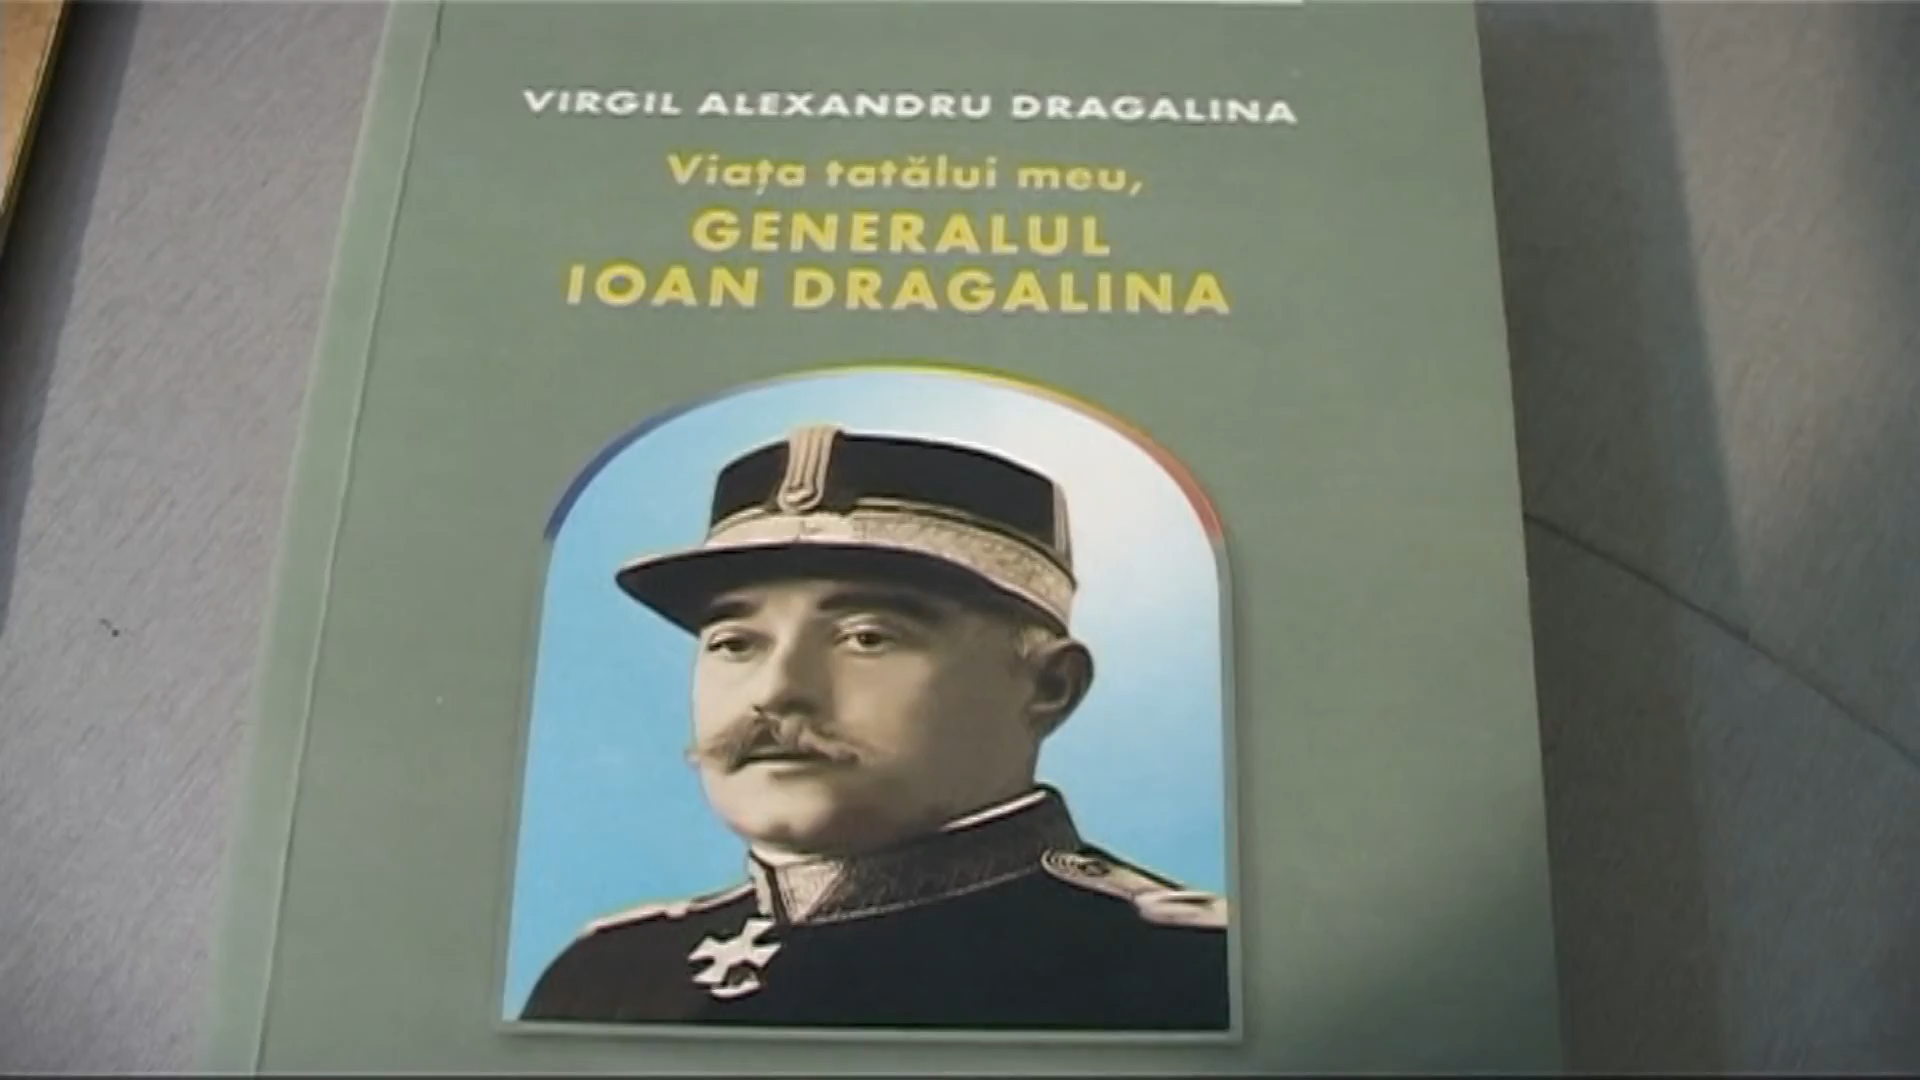 VIRGIL ALEXANDRU DRAGALINA
Viața tatălui meu,
GENERALUL
IOAN DRAGALINA